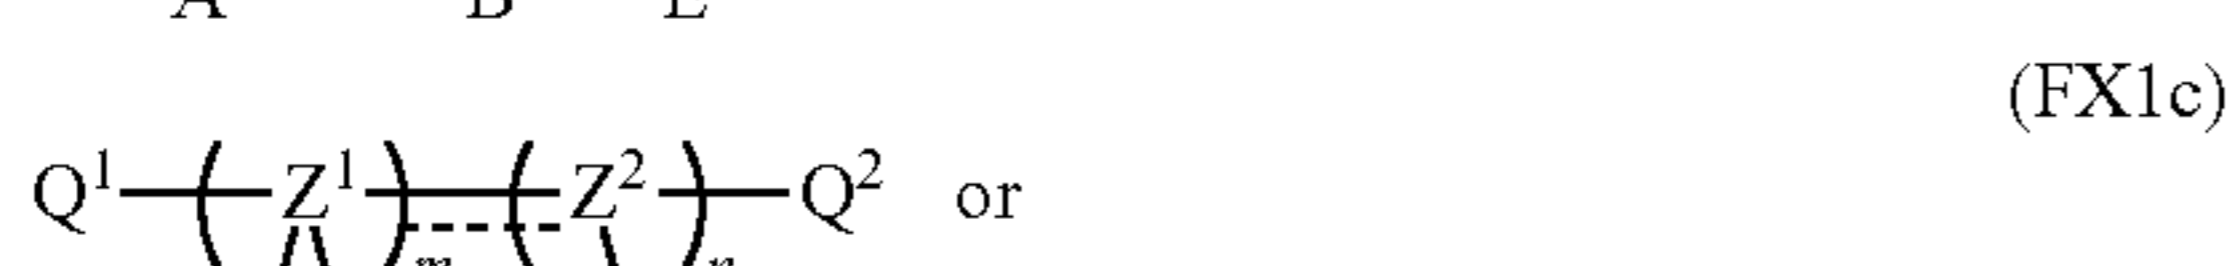 A B E
(FX1c)
Q¹—(—Z¹—)m—(—Z²—)n—Q² or